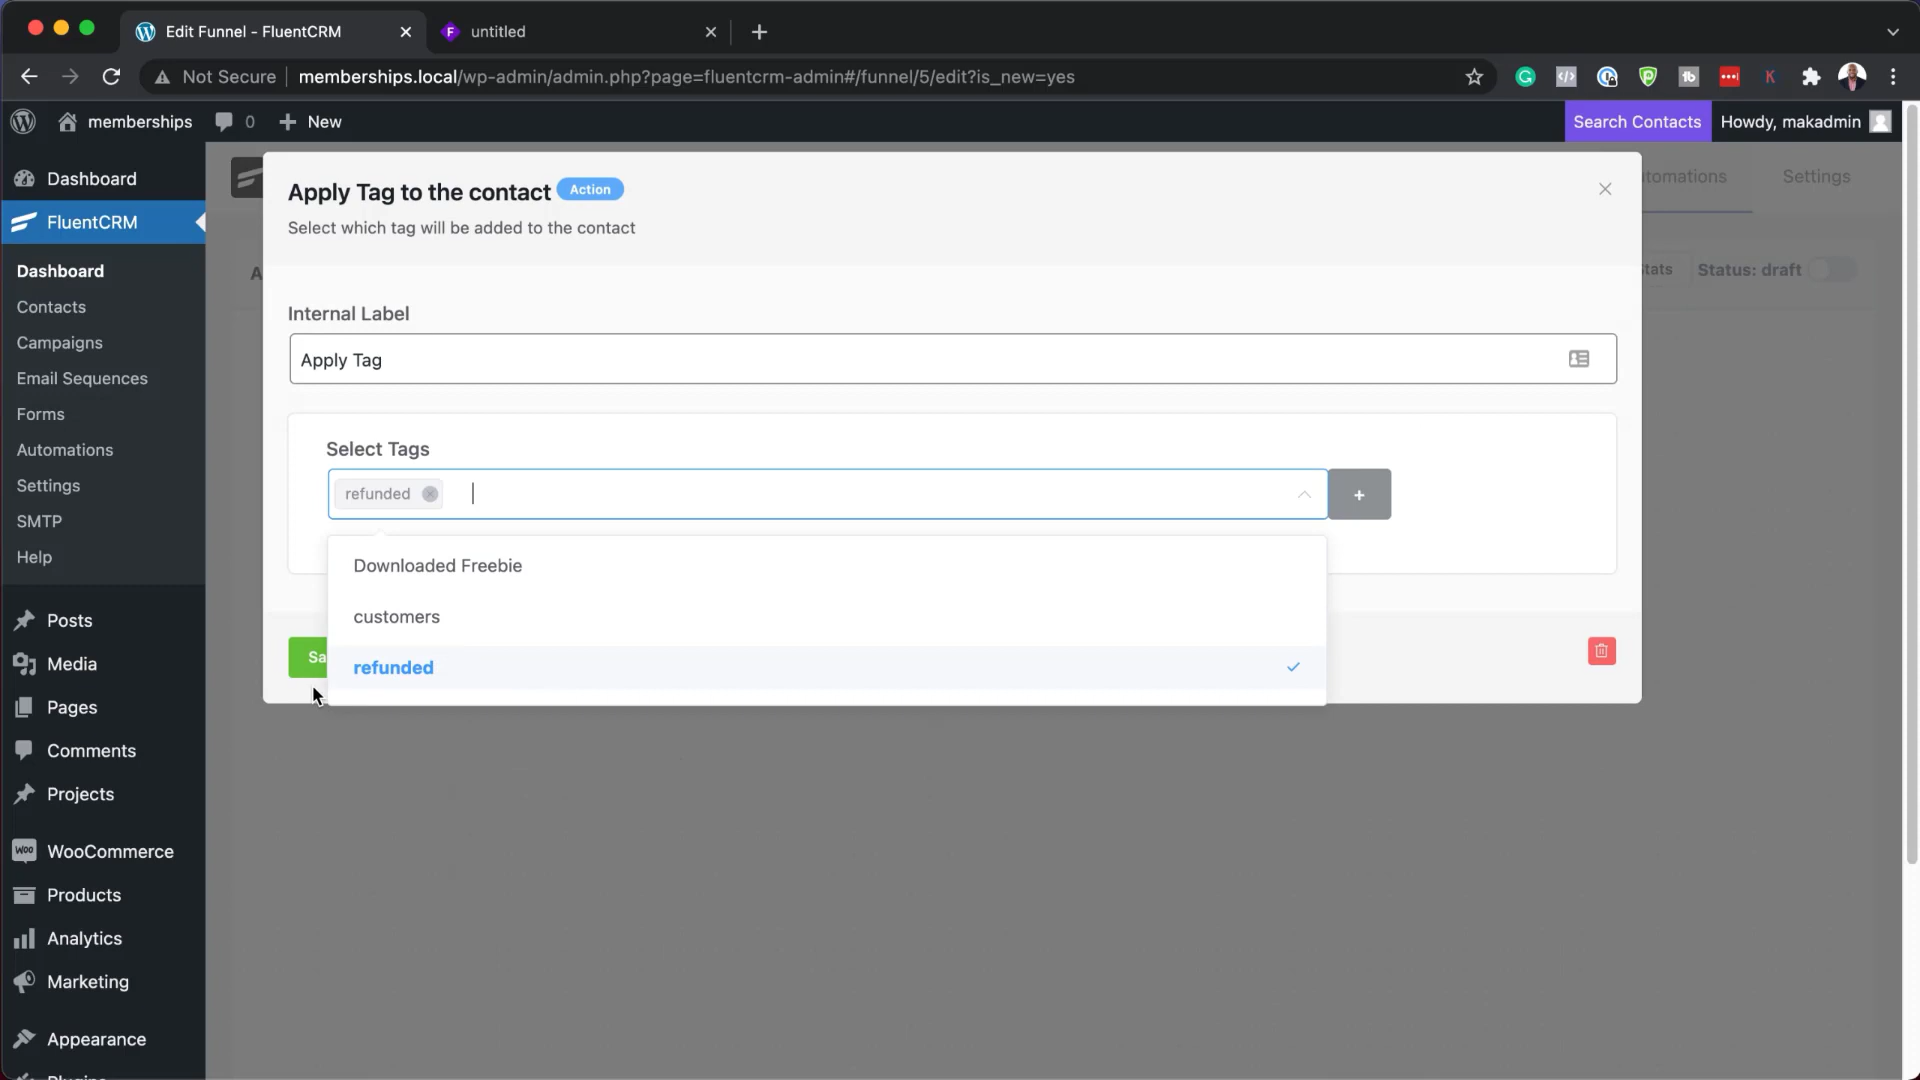 Edit Funnel - FluentCRM
untitled
Not Secure
memberships.local/wp-admin/admin.php?page=fluentcrm-admin#/funnel/5/edit?is_new=yes
memberships
0
New
Search Contacts
Howdy, makadmin
Dashboard
FluentCRM
Dashboard
Contacts
Campaigns
Email Sequences
Forms
Automations
Settings
SMTP
Help
Posts
Media
Pages
Comments
Projects
WooCommerce
Products
Analytics
Marketing
Appearance
Apply Tag to the contact Action
Select which tag will be added to the contact
tomations
Settings
A
tats
Status: draft
Internal Label
Apply Tag
Select Tags
refunded
+
Downloaded Freebie
customers
refunded
Sa